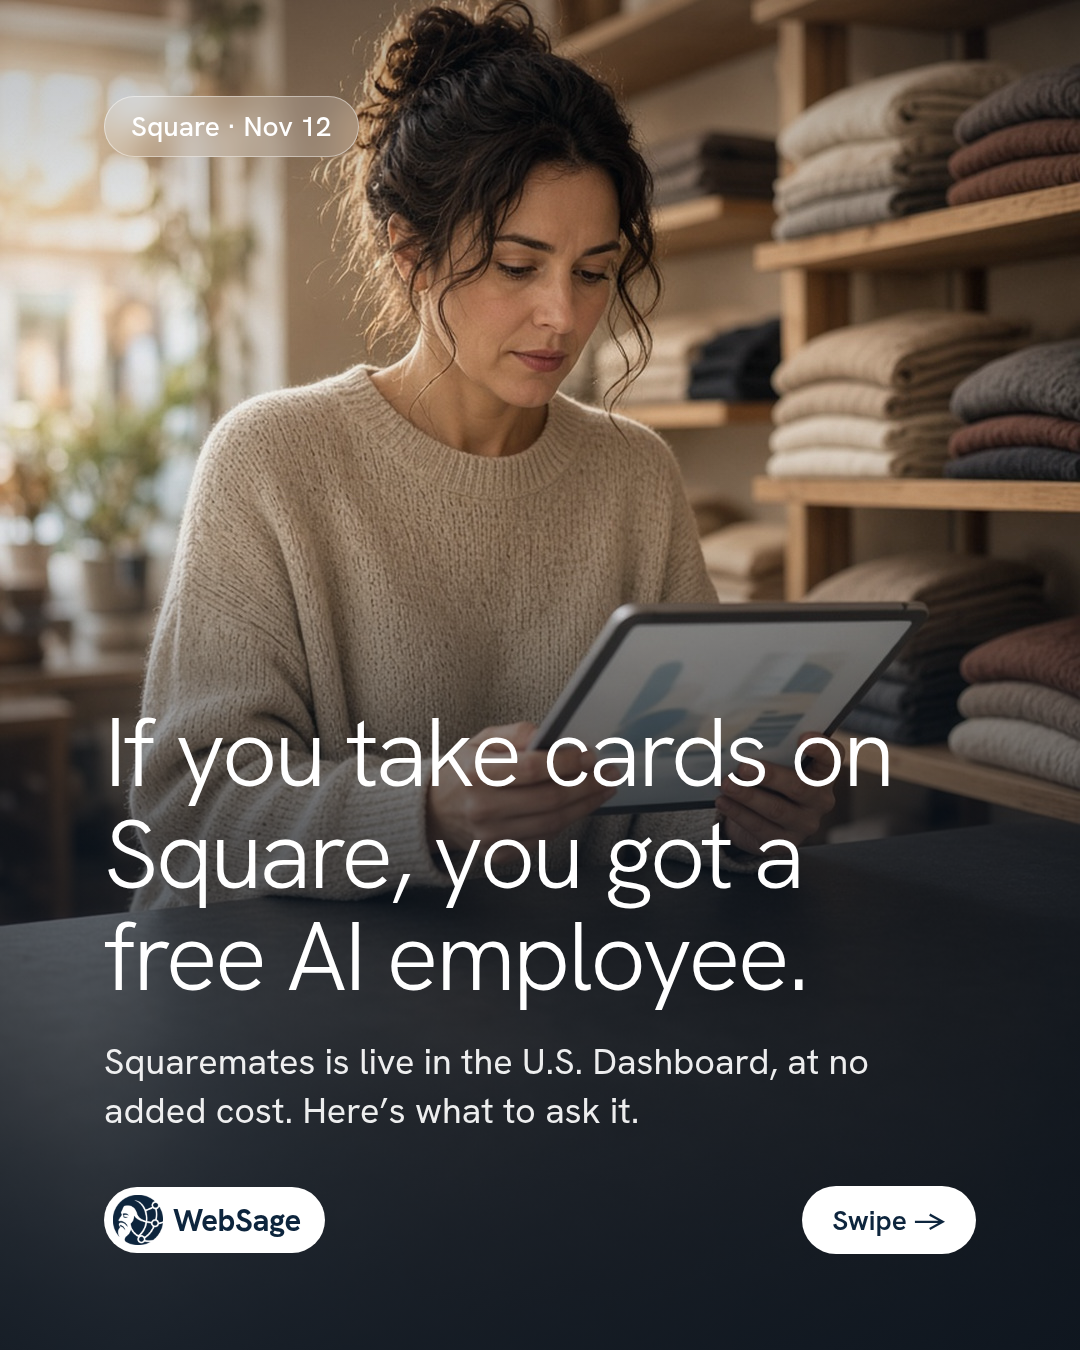 Square · Nov 12
If you take cards on
Square, you got a
free AI employee.
Squaremates is live in the U.S. Dashboard, at no
added cost. Here’s what to ask it.
WebSage
Swipe →